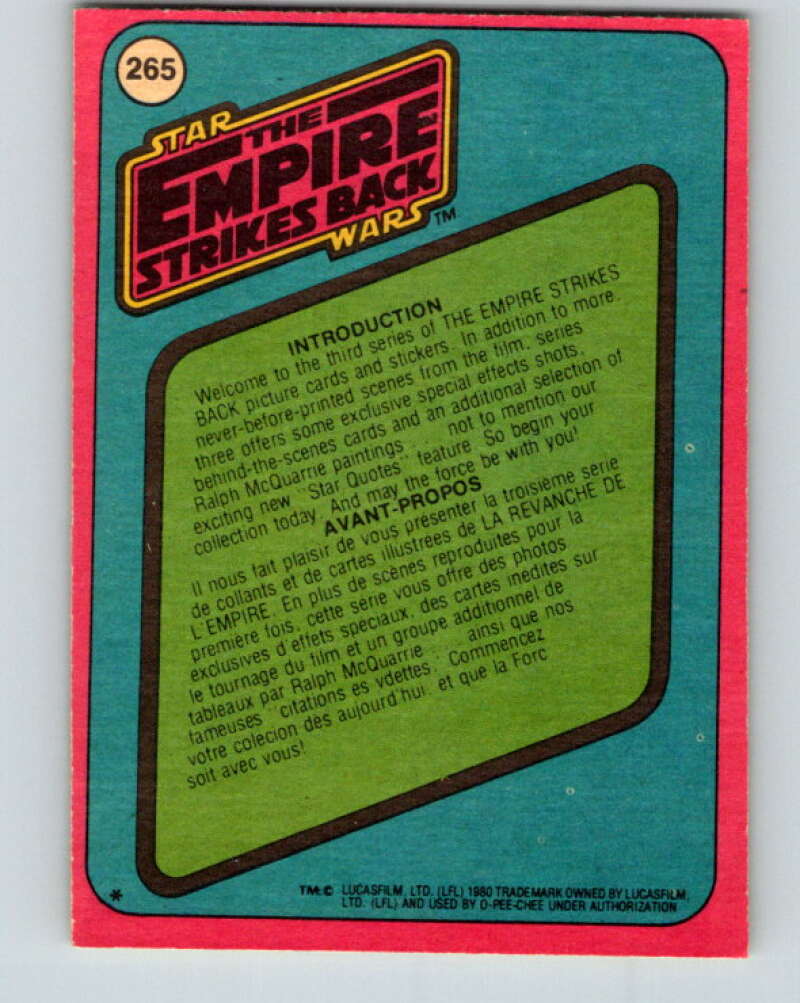 265
STAR
THE
EMPIRE
STRIKES BACK
WARS TM
INTRODUCTION
Welcome to the third series of THE EMPIRE STRIKES
BACK picture cards and stickers. In addition to more.
never-before-printed scenes from the film, series
three offers some exclusive special effects shots,
behind-the-scenes cards and an additional selection of
Ralph McQuarrie paintings... not to mention our
exciting new "Star Quotes" feature. So begin your
collection today. And may the force be with you!
AVANT-PROPOS
Il nous fait plaisir de vous présenter la troisième série
de collants et de cartes illustrées de LA REVANCHE DE
L'EMPIRE. En plus de scènes reproduites pour la
première fois, cette série vous offre des photos
exclusives d'effets speciaux, des cartes inédites sur
le tournage du film et un groupe additionnel de
tableaux par Ralph McQuarrie ... ainsi que nos
fameuses "citations es vdettes". Commencez
votre colecion dès aujourd'hui, et que la Forc
soit avec vous!
* TM © LUCASFILM, LTD. (LFL) 1980 TRADEMARK OWNED BY LUCASFILM,
LTD. (LFL) AND USED BY O-PEE-CHEE UNDER AUTHORIZATION